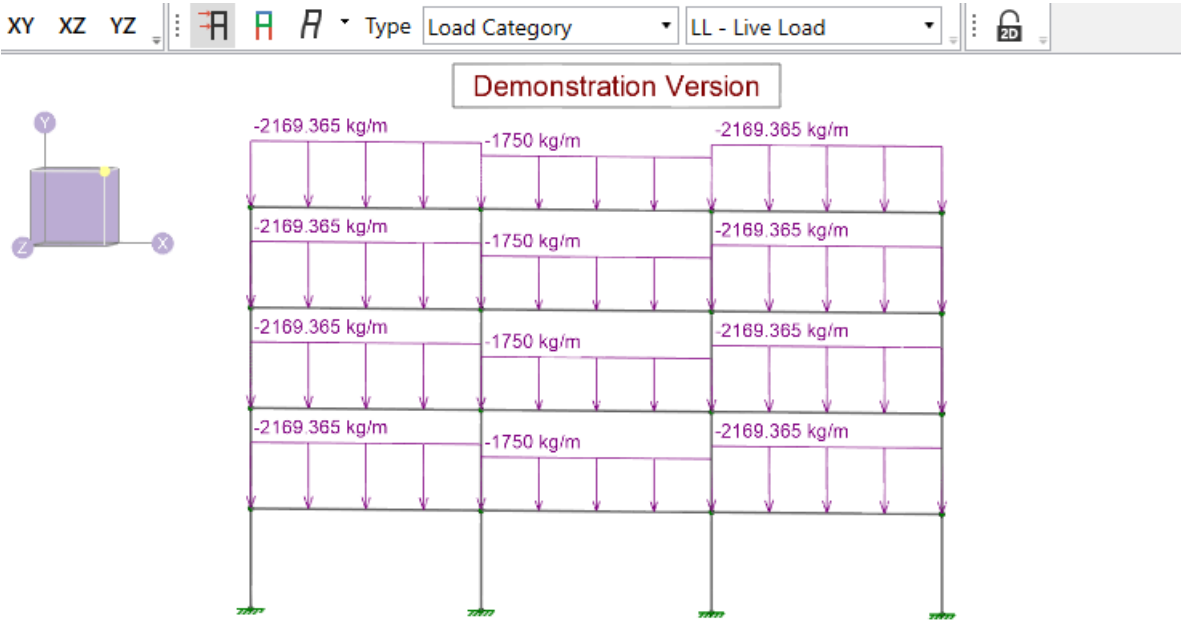 XY XZ YZ Type Load Category LL - Live Load 2D
Demonstration Version
Y
-2169.365 kg/m -1750 kg/m -2169.365 kg/m
Z X
-2169.365 kg/m -1750 kg/m -2169.365 kg/m
-2169.365 kg/m -1750 kg/m -2169.365 kg/m
-2169.365 kg/m -1750 kg/m -2169.365 kg/m